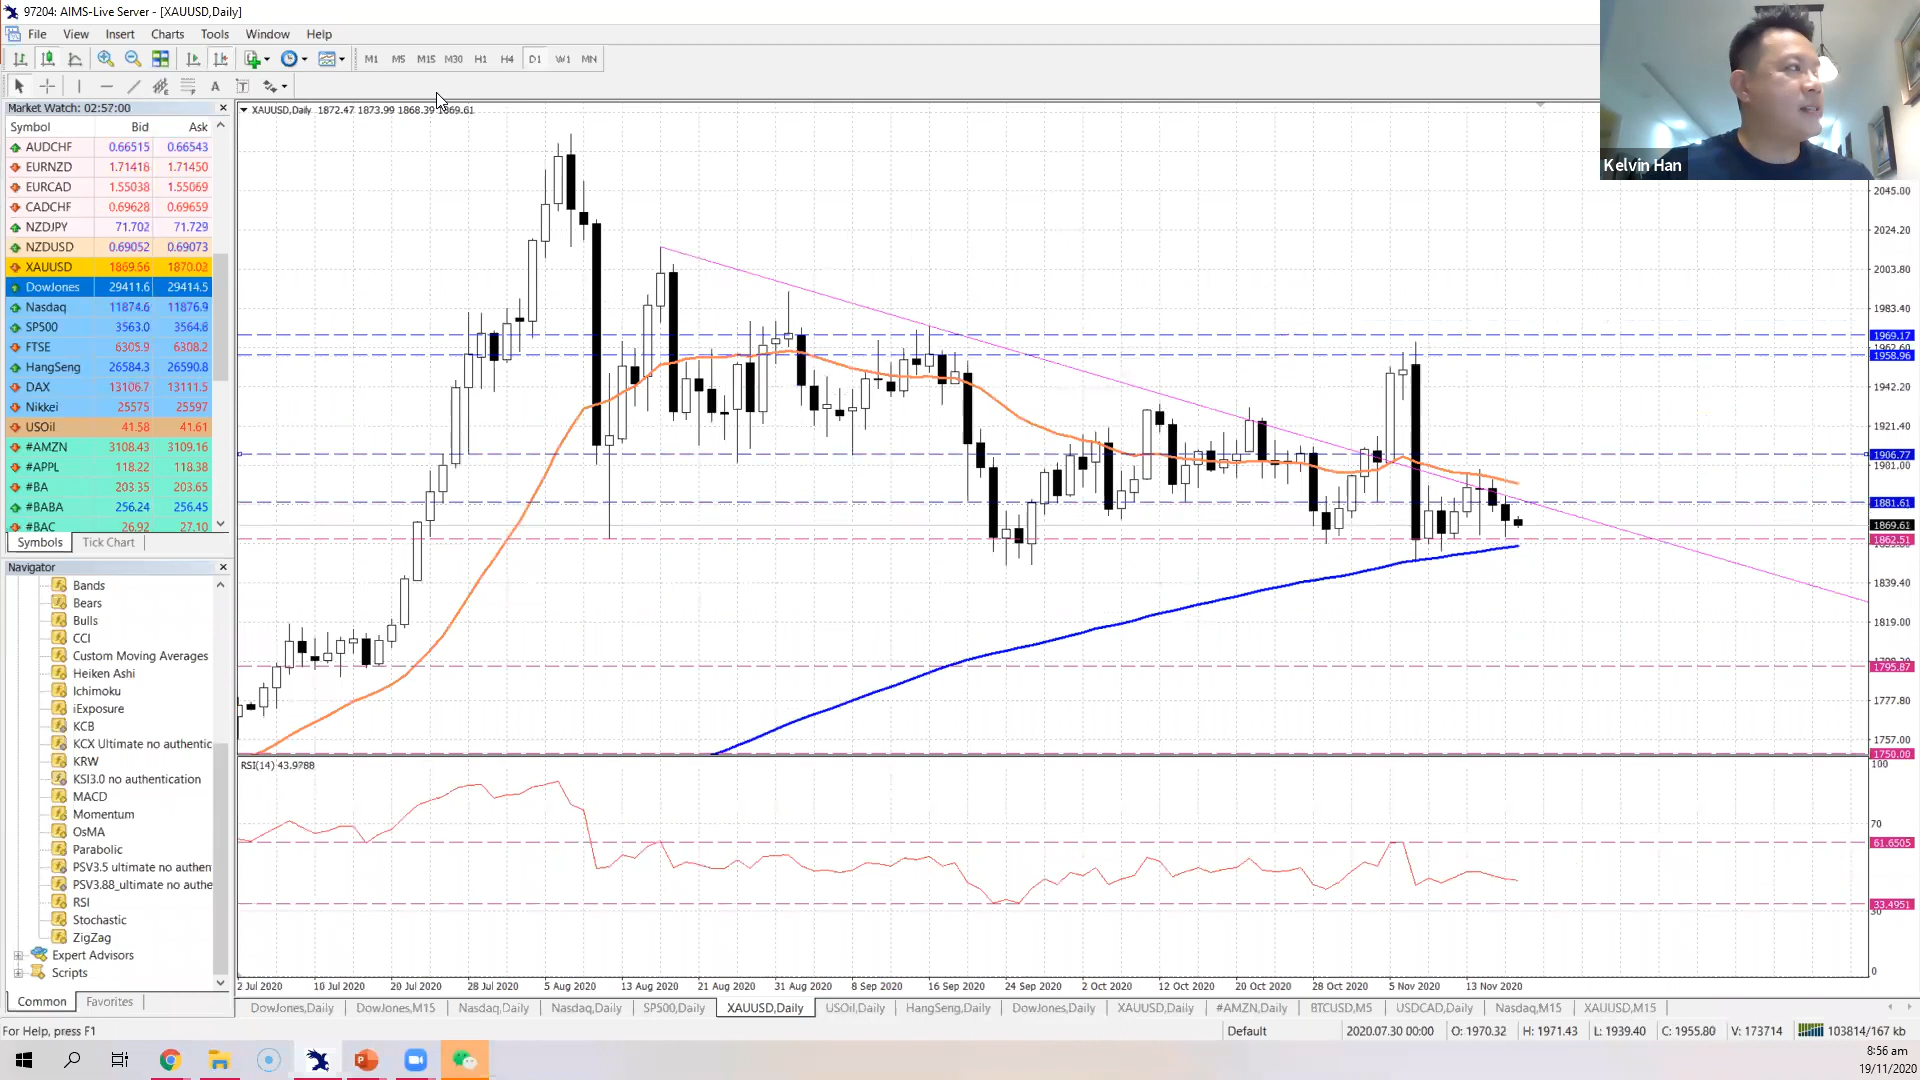 97204: AIMS-Live Server - [XAUUSD,Daily]
File View Insert Charts Tools Window Help
M1 M5 M15 M30 H1 H4 D1 W1 MN
A T
Market Watch: 02:57:00
Symbol Bid Ask
AUDCHF 0.66515 0.66543
EURNZD 1.71416 1.71450
EURCAD 1.55038 1.55069
CADCHF 0.69628 0.69659
NZDJPY 71.702 71.729
NZDUSD 0.69052 0.69073
XAUUSD 1869.56 1870.02
DowJones 29411.6 29414.5
Nasdaq 11874.6 11876.9
SP500 3563.0 3564.8
FTSE 6305.9 6308.2
HangSeng 26584.3 26590.8
DAX 13106.7 13111.5
Nikkei 25575 25597
USOil 41.58 41.61
#AMZN 3108.43 3109.16
#APPL 118.22 118.38
#BA 203.35 203.65
#BABA 256.24 256.45
#BAC 26.92 27.10
Symbols Tick Chart
Navigator
Bands
Bears
Bulls
CCI
Custom Moving Averages
Heiken Ashi
Ichimoku
iExposure
KCB
KCX Ultimate no authentic
KRW
KSI3.0 no authentication
MACD
Momentum
OsMA
Parabolic
PSV3.5 ultimate no authen
PSV3.88_ultimate no authe
RSI
Stochastic
ZigZag
Expert Advisors
Scripts
Common Favorites
XAUUSD,Daily 1872.47 1873.99 1868.39 1869.61
Kelvin Han
2045.00
2024.20
2003.80
1983.40
1969.17
1958.96
1942.20
1921.40
1906.77
1901.00
1881.61
1869.61
1862.51
1839.40
1819.00
1795.87
1777.80
1757.00
1750.00
RSI(14) 43.9788
100
70
61.6505
33.4951
30
0
2 Jul 2020 10 Jul 2020 20 Jul 2020 28 Jul 2020 5 Aug 2020 13 Aug 2020 21 Aug 2020 31 Aug 2020 8 Sep 2020 16 Sep 2020 24 Sep 2020 2 Oct 2020 12 Oct 2020 20 Oct 2020 28 Oct 2020 5 Nov 2020 13 Nov 2020
DowJones,Daily DowJones,M15 Nasdaq,Daily Nasdaq,Daily SP500,Daily XAUUSD,Daily USOil,Daily HangSeng,Daily DowJones,Daily XAUUSD,Daily #AMZN,Daily BTCUSD,M5 USDCAD,Daily Nasdaq,M15 XAUUSD,M15
For Help, press F1 Default 2020.07.30 00:00 O: 1970.32 H: 1971.43 L: 1939.40 C: 1955.80 V: 173714 103814/167 kb
8:56 am
19/11/2020